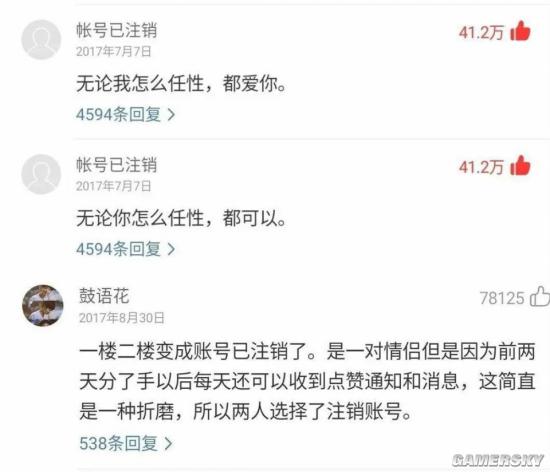 帐号已注销
41.2万
2017年7月7日
无论我怎么任性，都爱你。
4594条回复 >
帐号已注销
41.2万
2017年7月7日
无论你怎么任性，都可以。
4594条回复 >
鼓语花
78125
2017年8月30日
一楼二楼变成账号已注销了。是一对情侣但是因为前两
天分了手以后每天还可以收到点赞通知和消息，这简直
是一种折磨，所以两人选择了注销账号。
538条回复 >
GAMERSKY